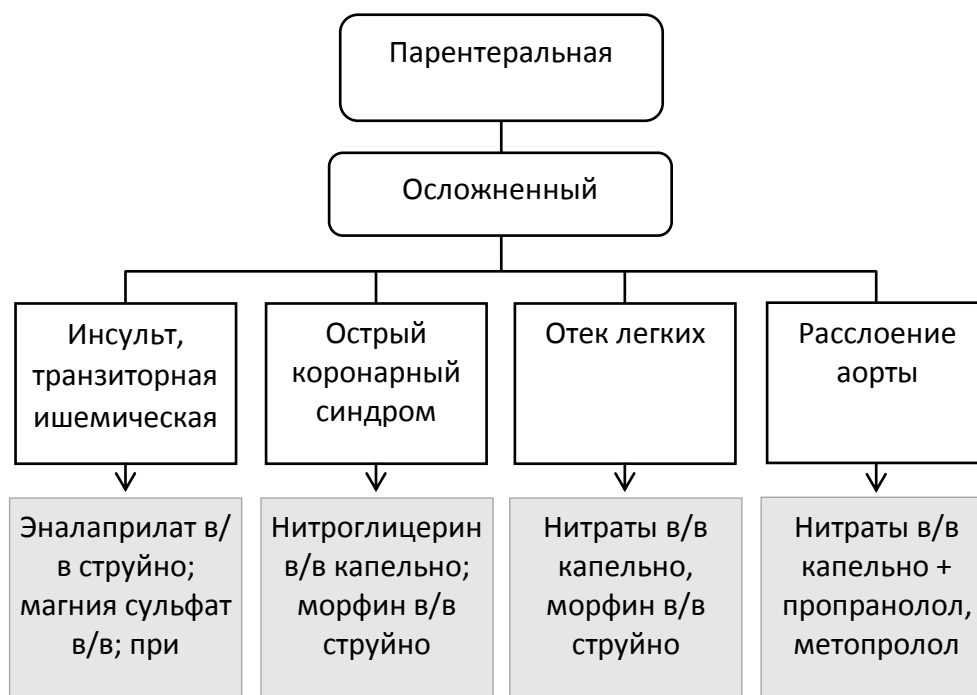 Парентеральная
Осложненный
Инсульт,
транзиторная
ишемическая
Острый
коронарный
синдром
Отек легких
Расслоение
аорты
Эналаприлат в/
в струйно;
магния сульфат
в/в; при
Нитроглицерин
в/в капельно;
морфин в/в
струйно
Нитраты в/в
капельно,
морфин в/в
струйно
Нитраты в/в
капельно +
пропранолол,
метопролол